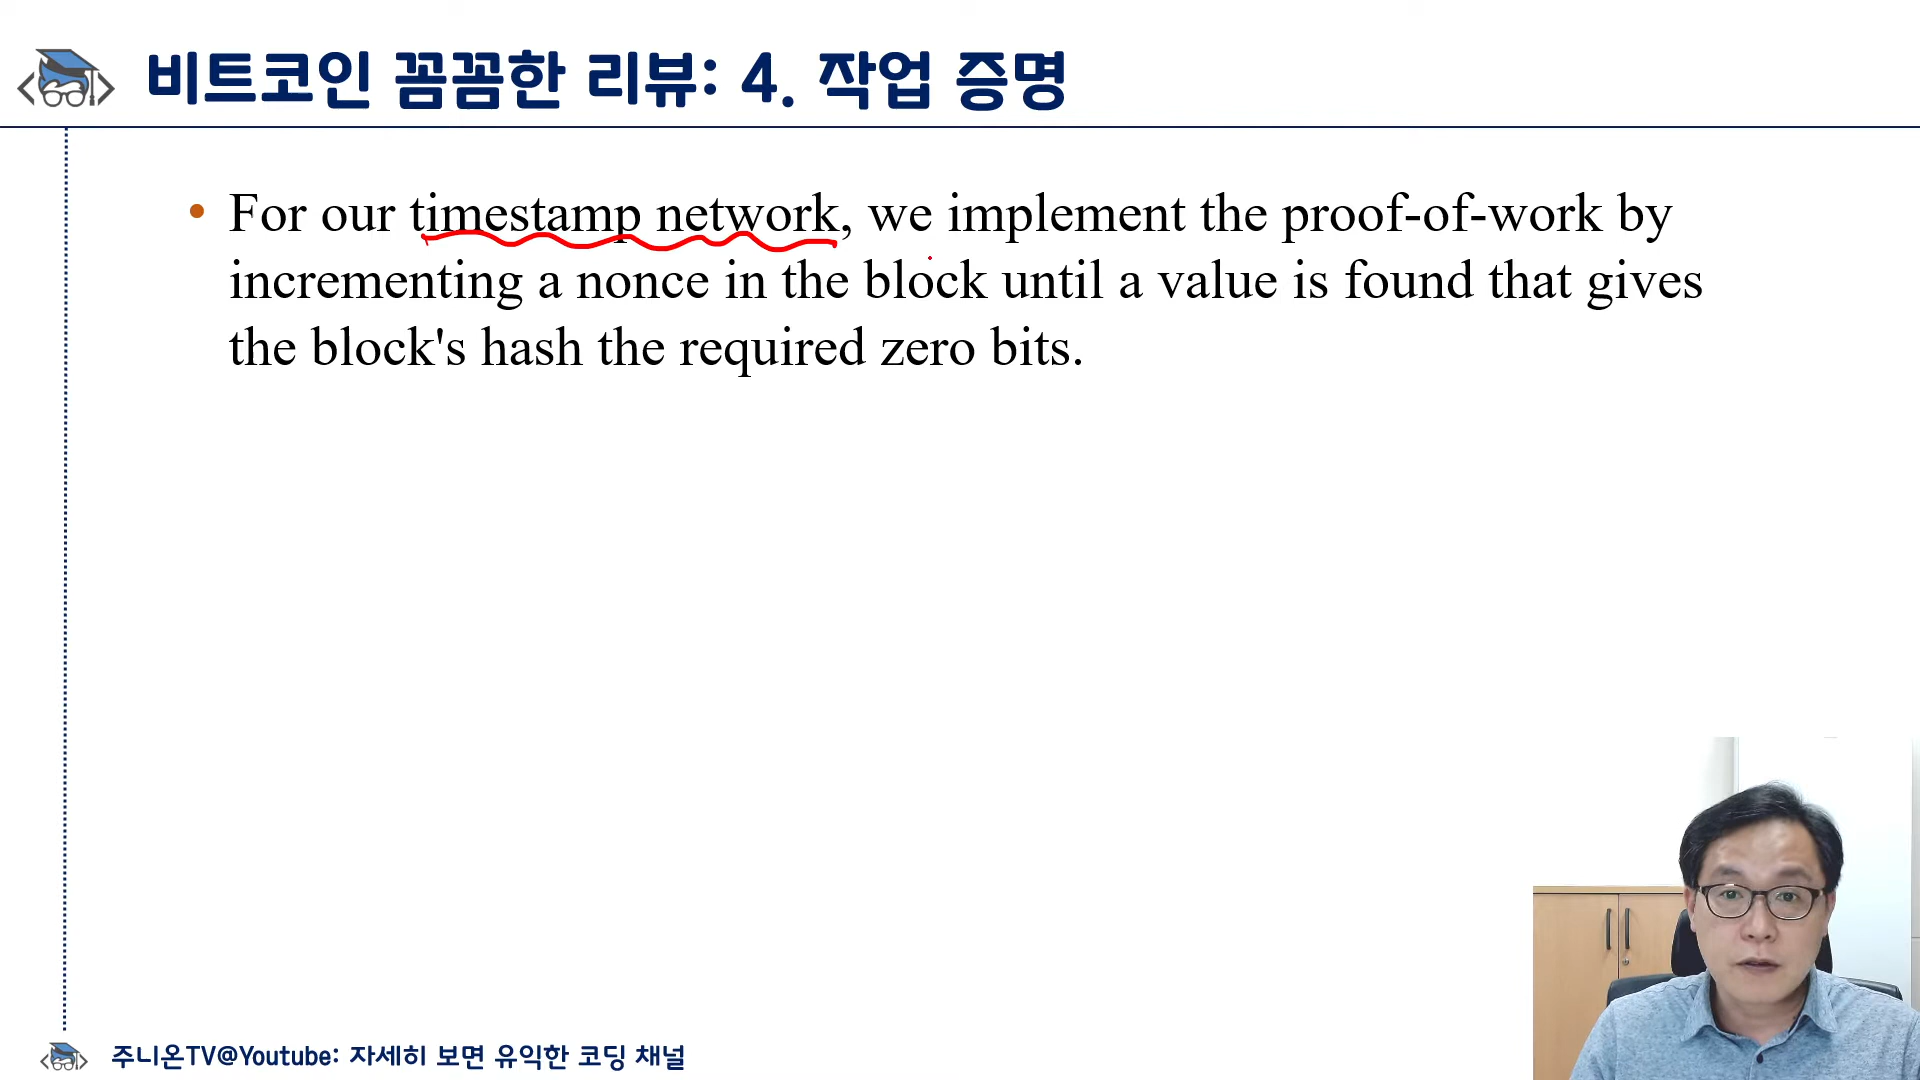 비트코인 꼼꼼한 리뷰: 4. 작업 증명
• For our timestamp network, we implement the proof-of-work by
incrementing a nonce in the block until a value is found that gives
the block's hash the required zero bits.
주니온TV@Youtube: 자세히 보면 유익한 코딩 채널